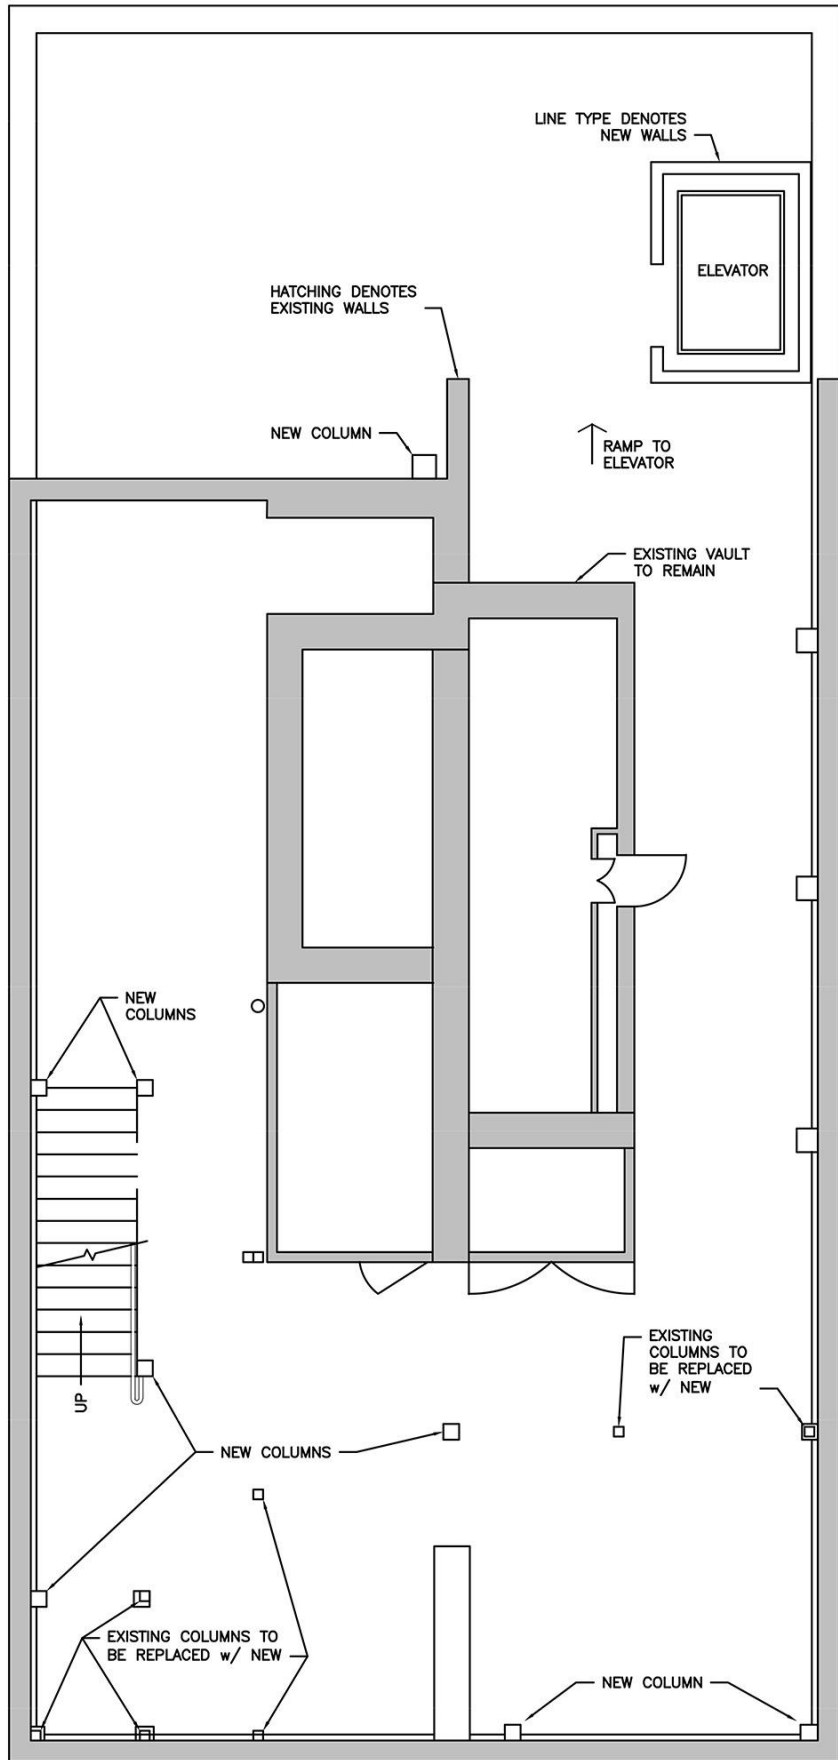 LINE TYPE DENOTES
NEW WALLS
ELEVATOR
HATCHING DENOTES
EXISTING WALLS
NEW COLUMN
RAMP TO
ELEVATOR
EXISTING VAULT
TO REMAIN
NEW
COLUMNS
UP
EXISTING
COLUMNS TO
BE REPLACED
w/ NEW
NEW COLUMNS
EXISTING COLUMNS TO
BE REPLACED w/ NEW
NEW COLUMN